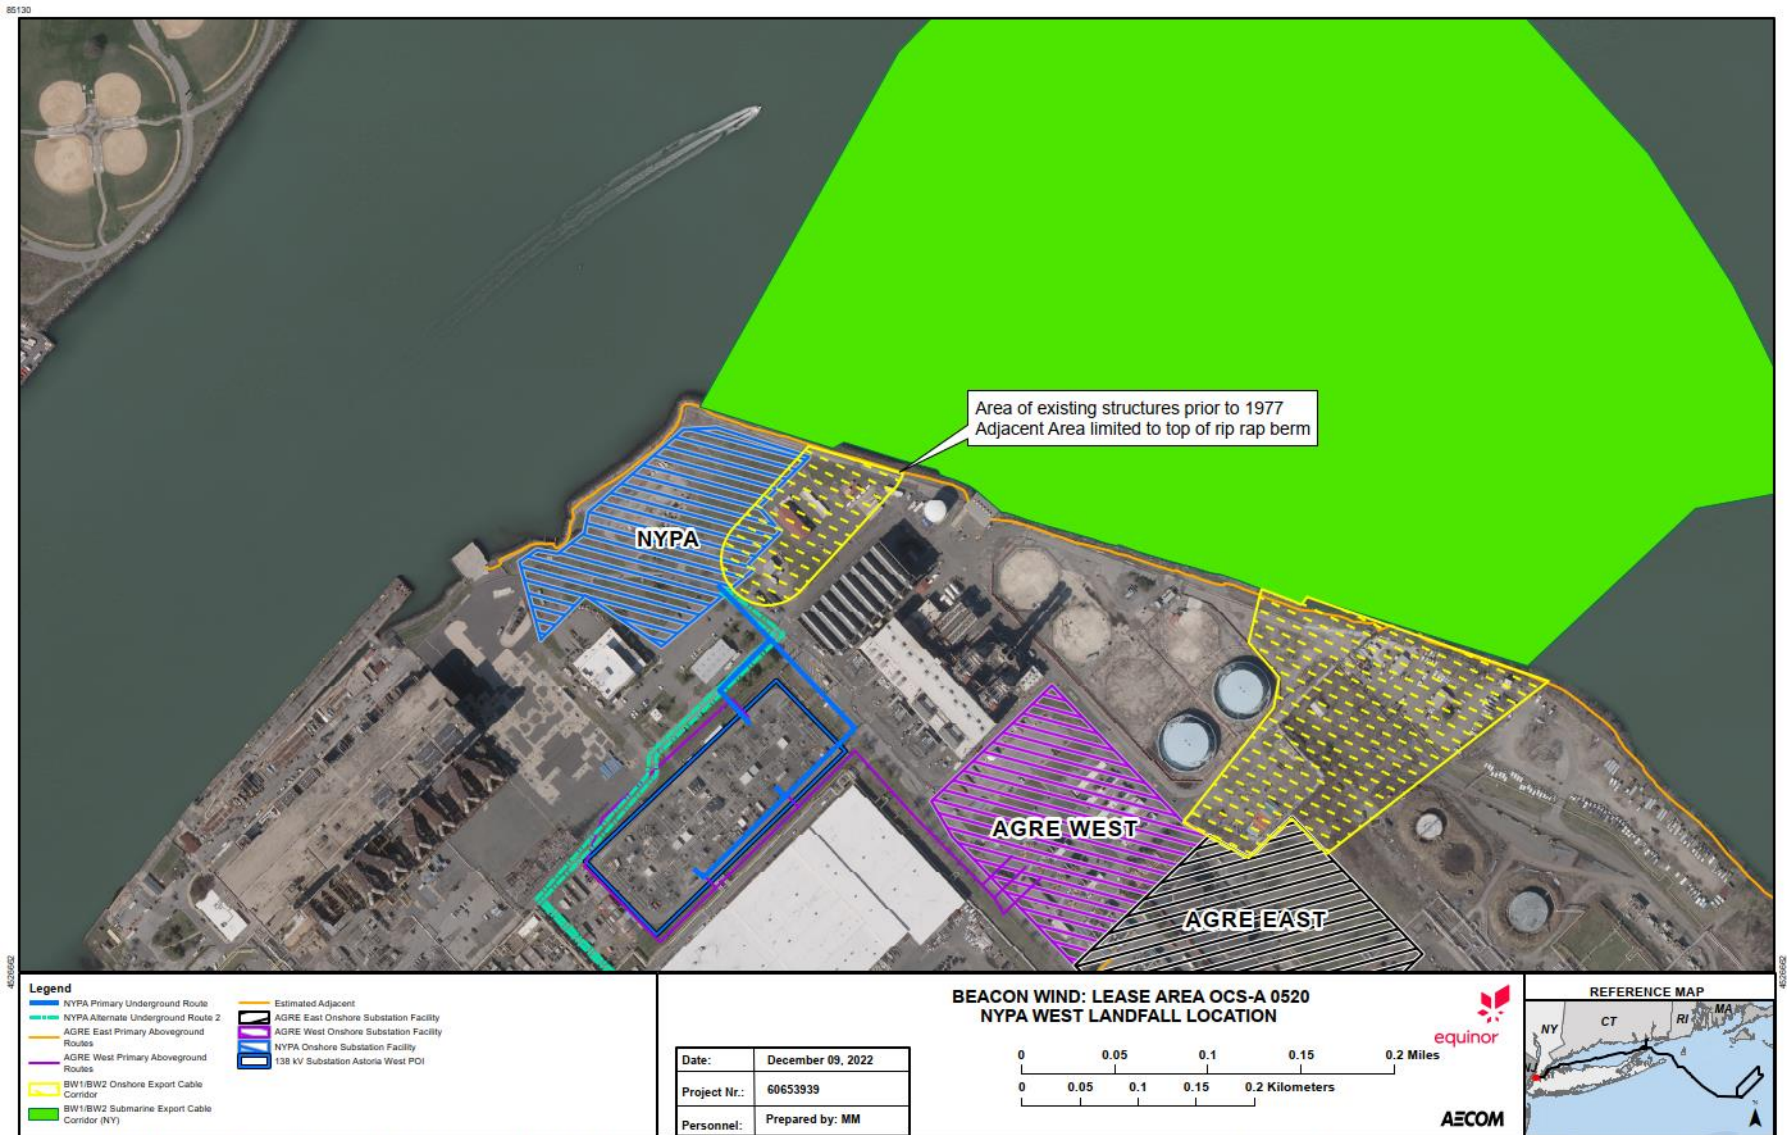 85130
Area of existing structures prior to 1977
Adjacent Area limited to top of rip rap berm
NYPA
AGRE WEST
AGRE EAST
4526662
4526662
Legend
NYPA Primary Underground Route
NYPA Alternate Underground Route 2
AGRE East Primary Aboveground
Routes
AGRE West Primary Aboveground
Routes
BW1/BW2 Onshore Export Cable
Corridor
BW1/BW2 Submarine Export Cable
Corridor (NY)
Estimated Adjacent
AGRE East Onshore Substation Facility
AGRE West Onshore Substation Facility
NYPA Onshore Substation Facility
138 kV Substation Astoria West POI
BEACON WIND: LEASE AREA OCS-A 0520
NYPA WEST LANDFALL LOCATION
Date: December 09, 2022
Project Nr.: 60653939
Personnel: Prepared by: MM
0 0.05 0.1 0.15 0.2 Miles
0 0.05 0.1 0.15 0.2 Kilometers
equinor
AECOM
REFERENCE MAP
NY CT RI MA
NJ